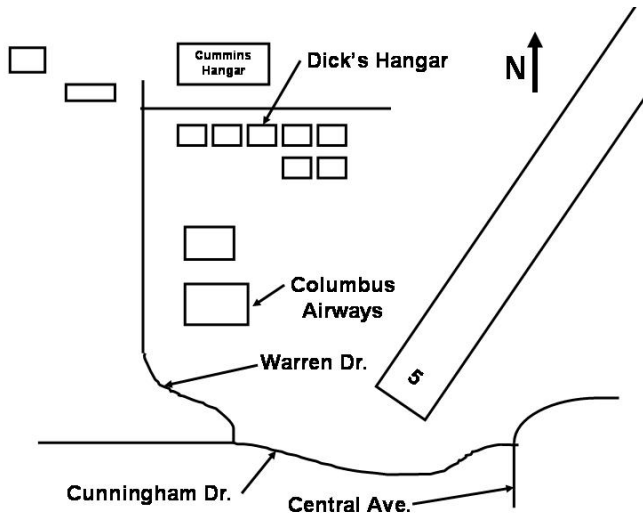 Cummins
Hangar
Dick's Hangar
N
Columbus
Airways
Warren Dr.
5
Cunningham Dr.
Central Ave.